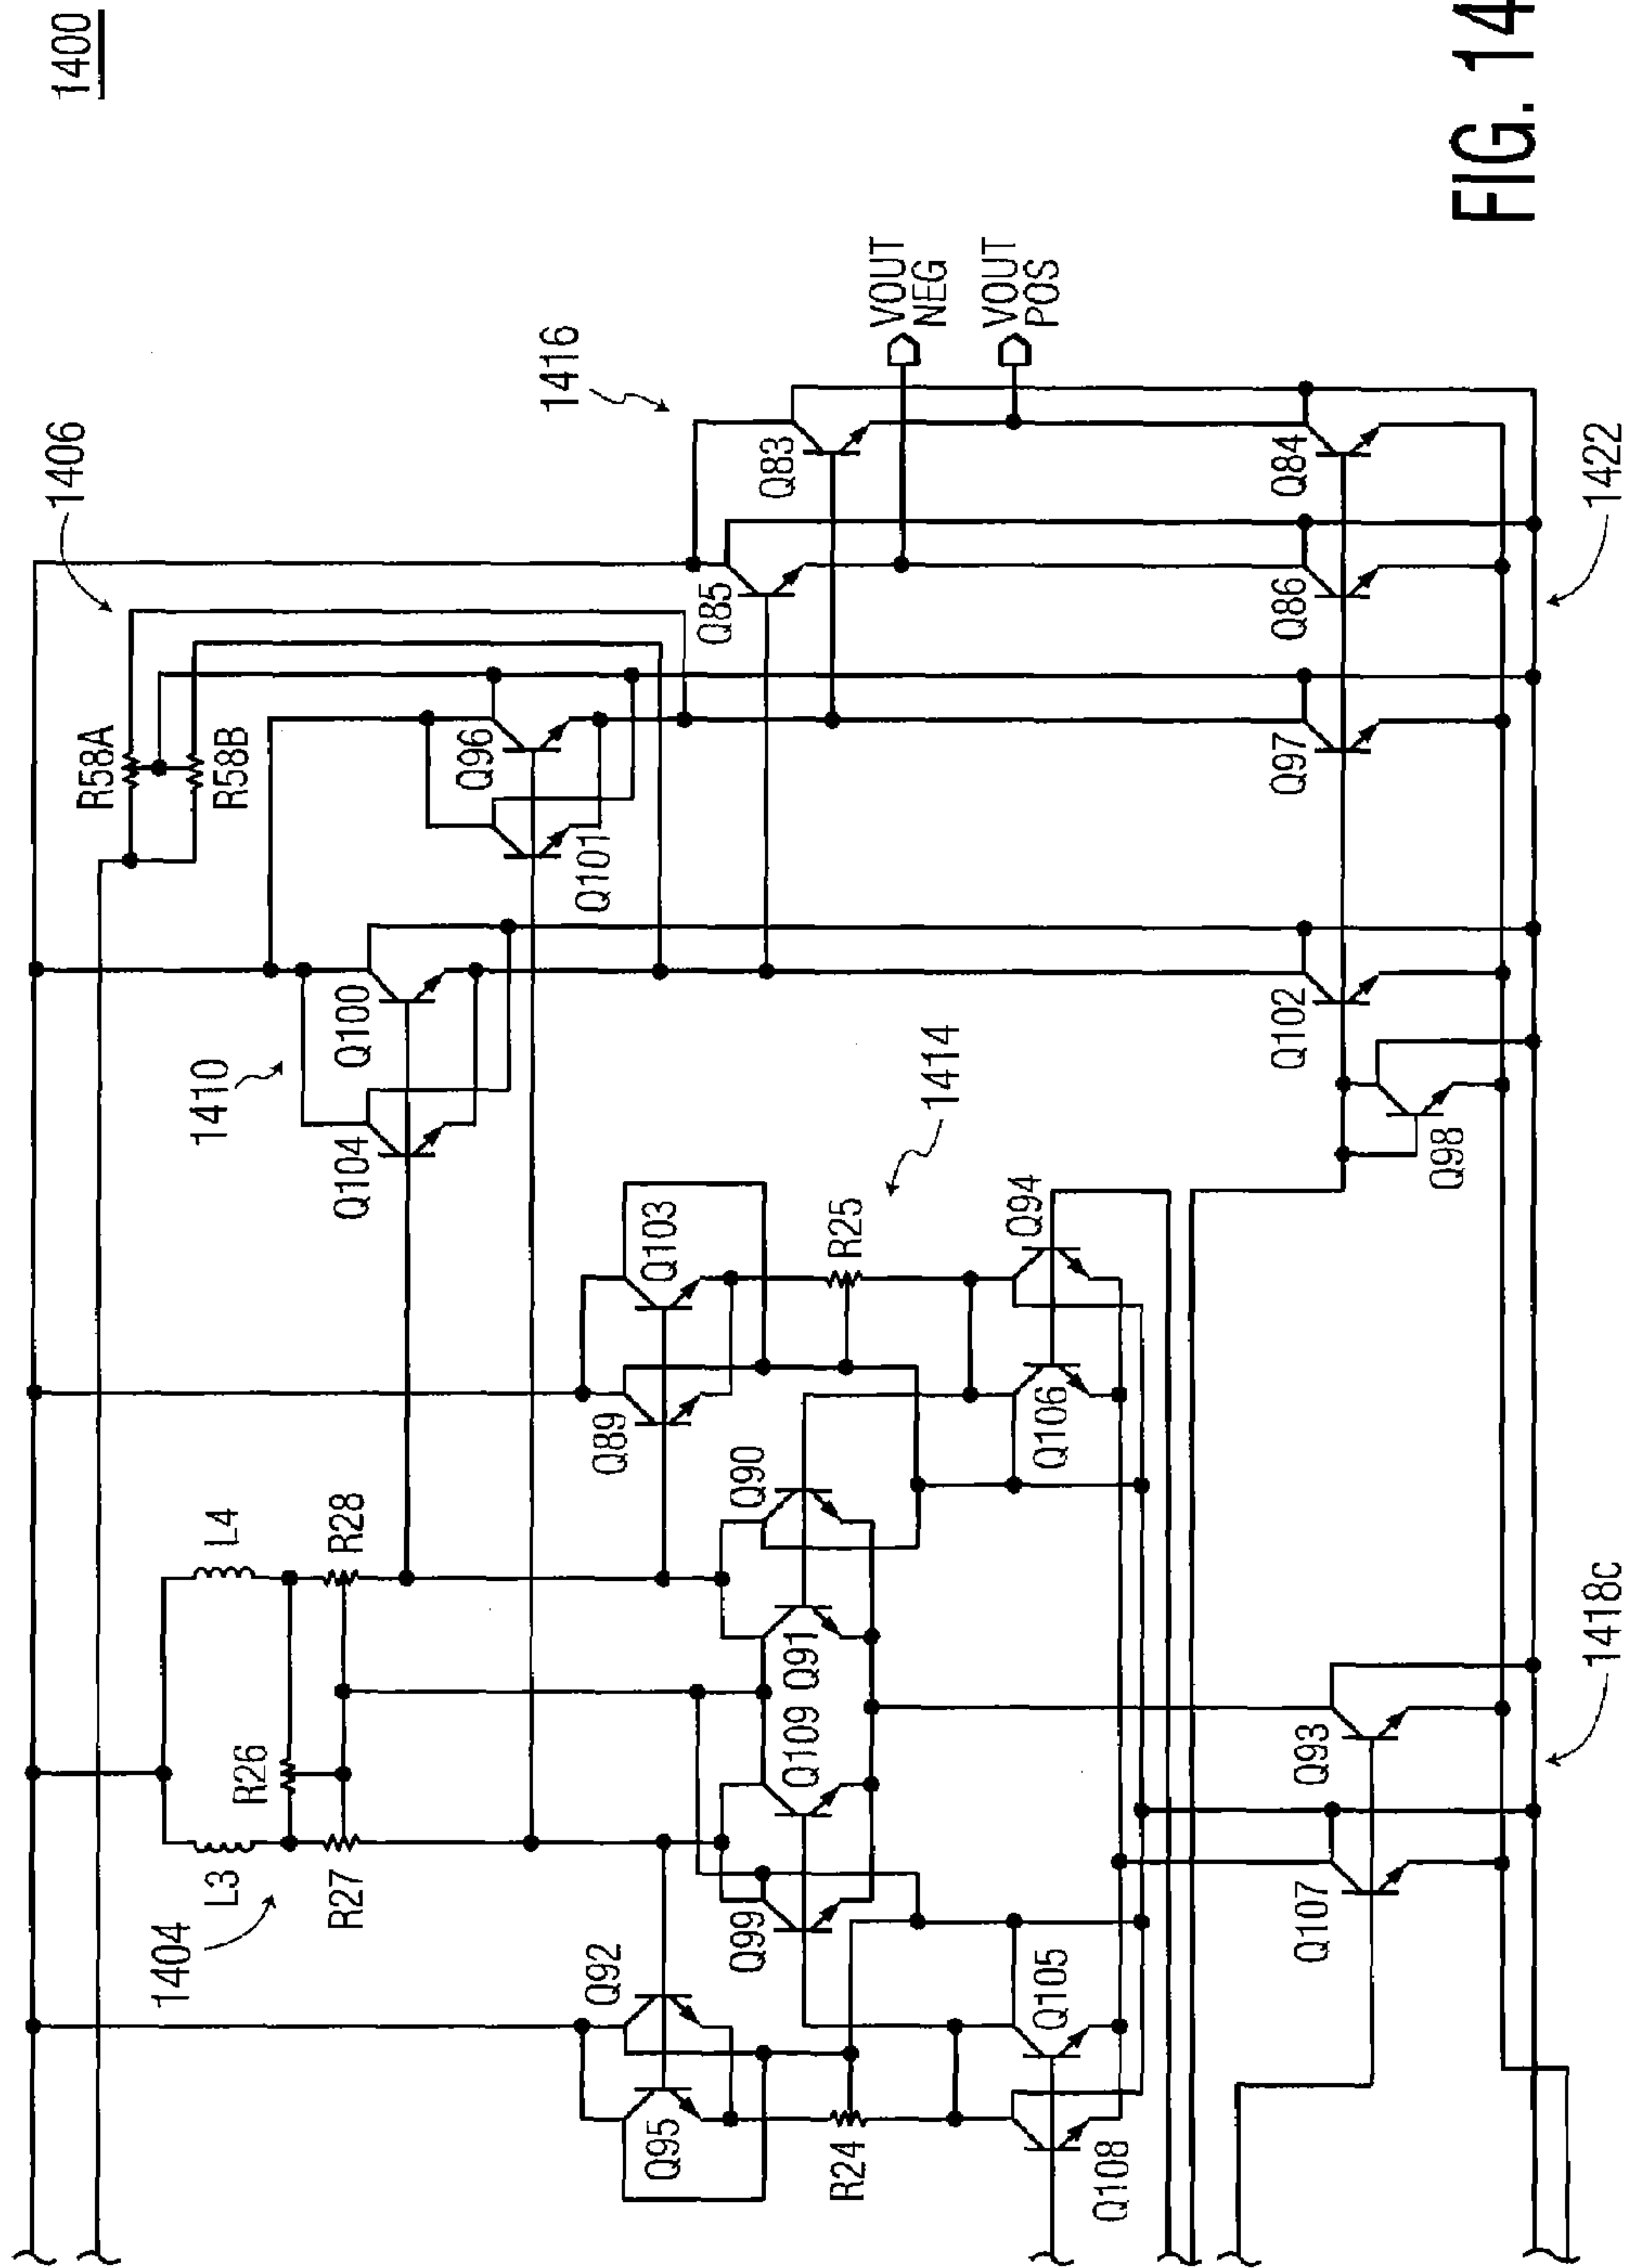 1400
1406
R58A
R58B
1416
VOUT
NEG
VOUT
POS
Q96
Q101
Q85
Q83
1410
Q100
Q104
L4
R28
L3
R26
R27
1404
Q103
Q89
Q90
1414
R25
Q94
Q106
Q91
Q109
Q99
Q92
Q95
R24
Q105
Q108
Q84
Q86
Q97
Q102
Q98
Q93
Q107
1422
1418c
FIG. 14